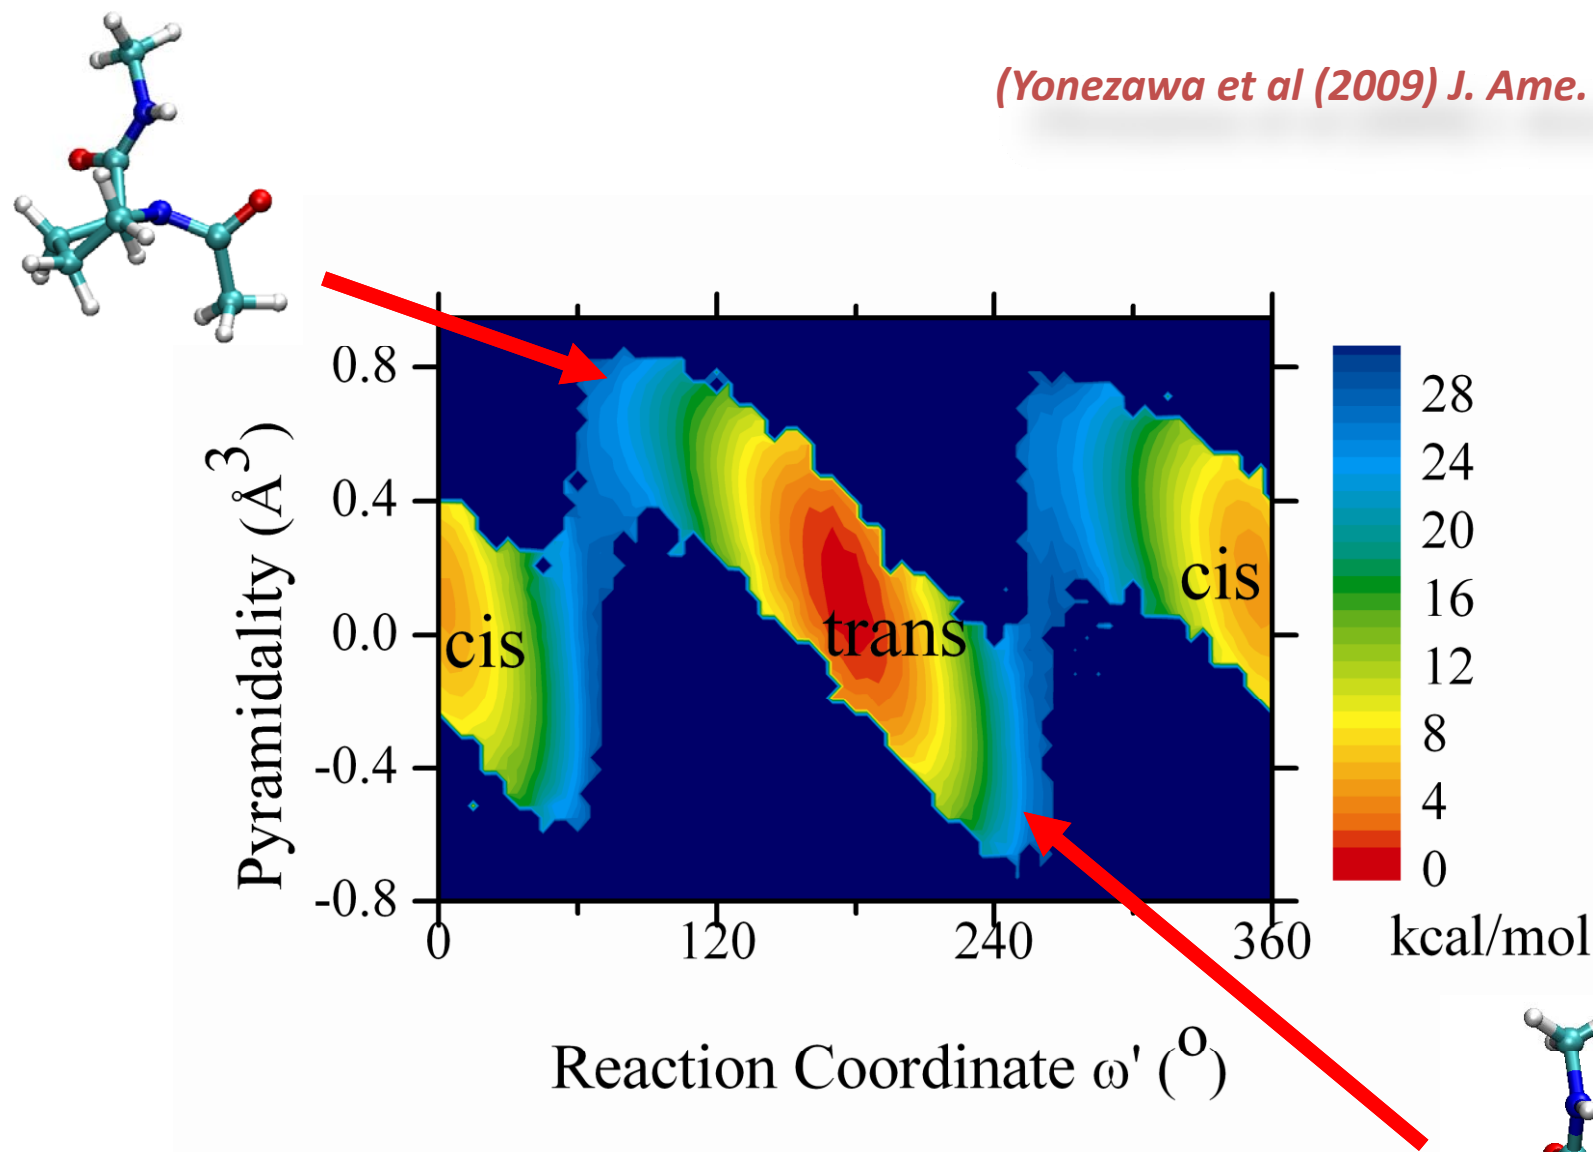 (Yonezawa et al (2009) J. Ame.
Pyramidality (Å³)
0.8
0.4
0.0
-0.4
-0.8
cis
trans
cis
0
120
240
360
Reaction Coordinate ω' (º)
28
24
20
16
12
8
4
0
kcal/mol